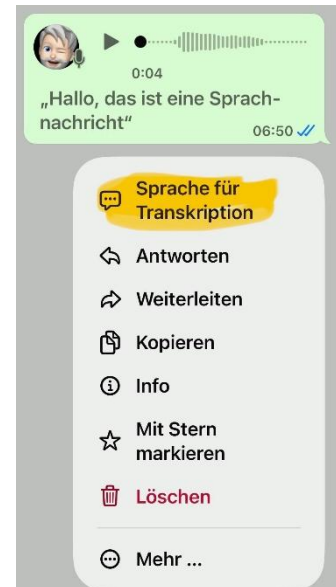 0:04
„Hallo, das ist eine Sprach-
nachricht“
06:50
Sprache für
Transkription
Antworten
Weiterleiten
Kopieren
Info
Mit Stern
markieren
Löschen
Mehr ...